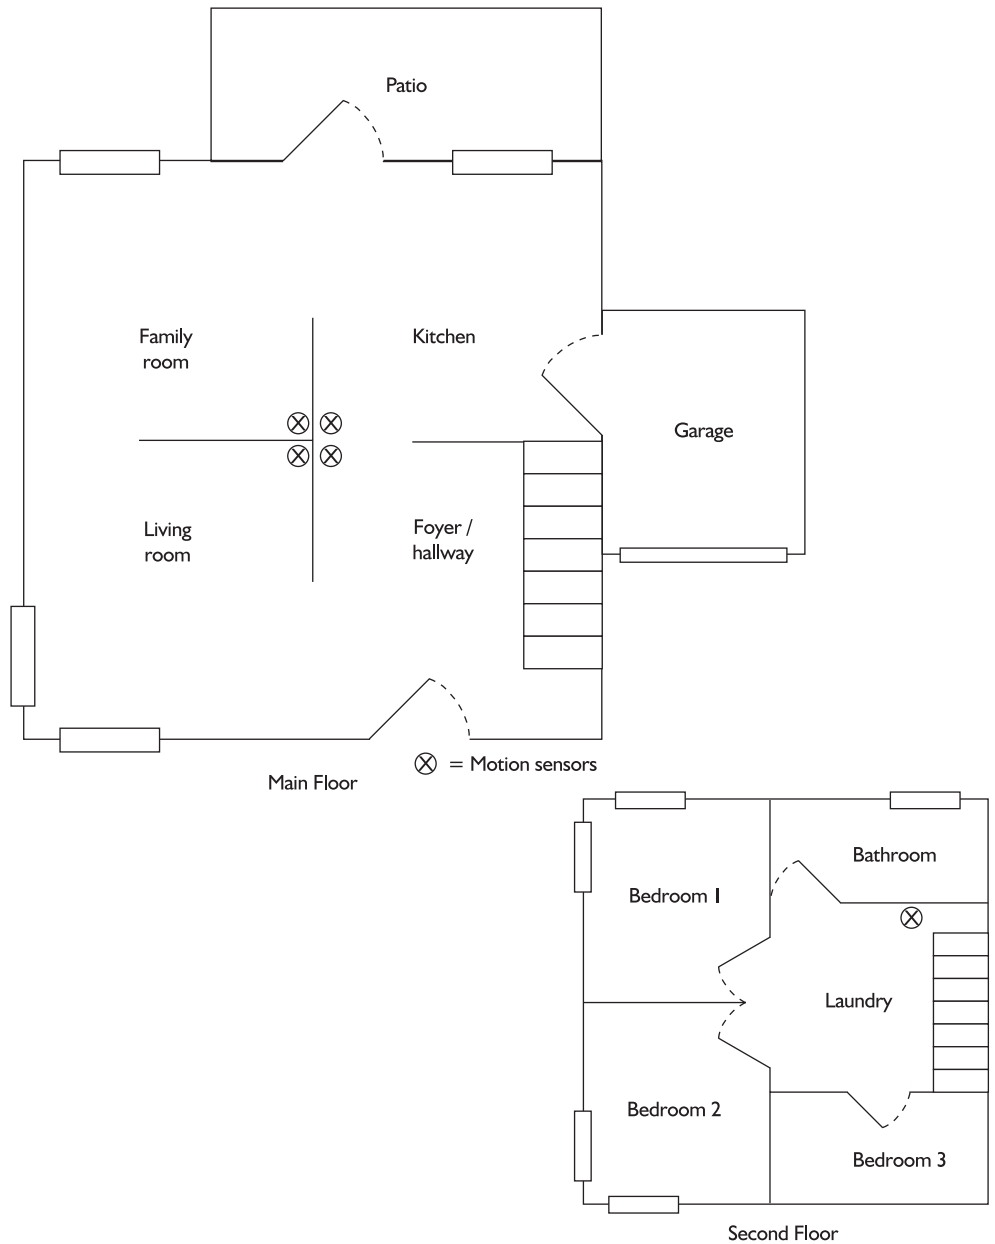 Patio
Family
room
Kitchen
Garage
Living
room
Foyer /
hallway
= Motion sensors
Main Floor
Bathroom
Bedroom 1
Laundry
Bedroom 2
Bedroom 3
Second Floor